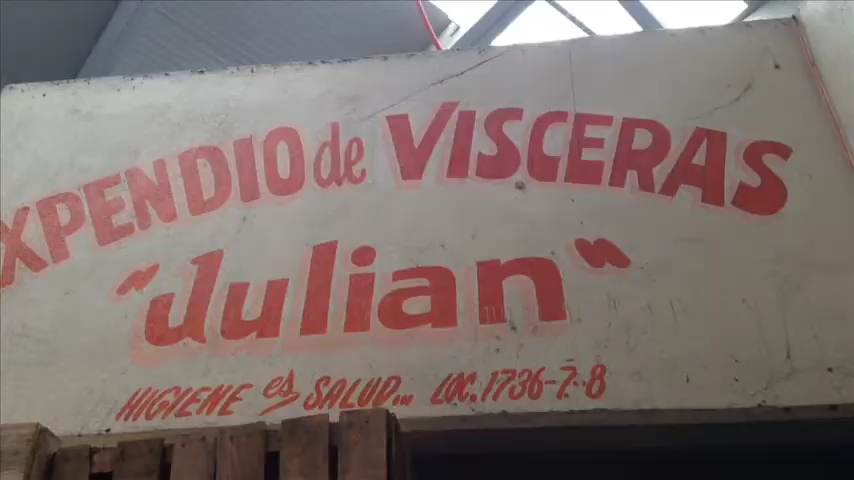 XPENDIO de VISCERAS
"Julian"
HIGIENE es SALUD... LOC. 1736-7-8